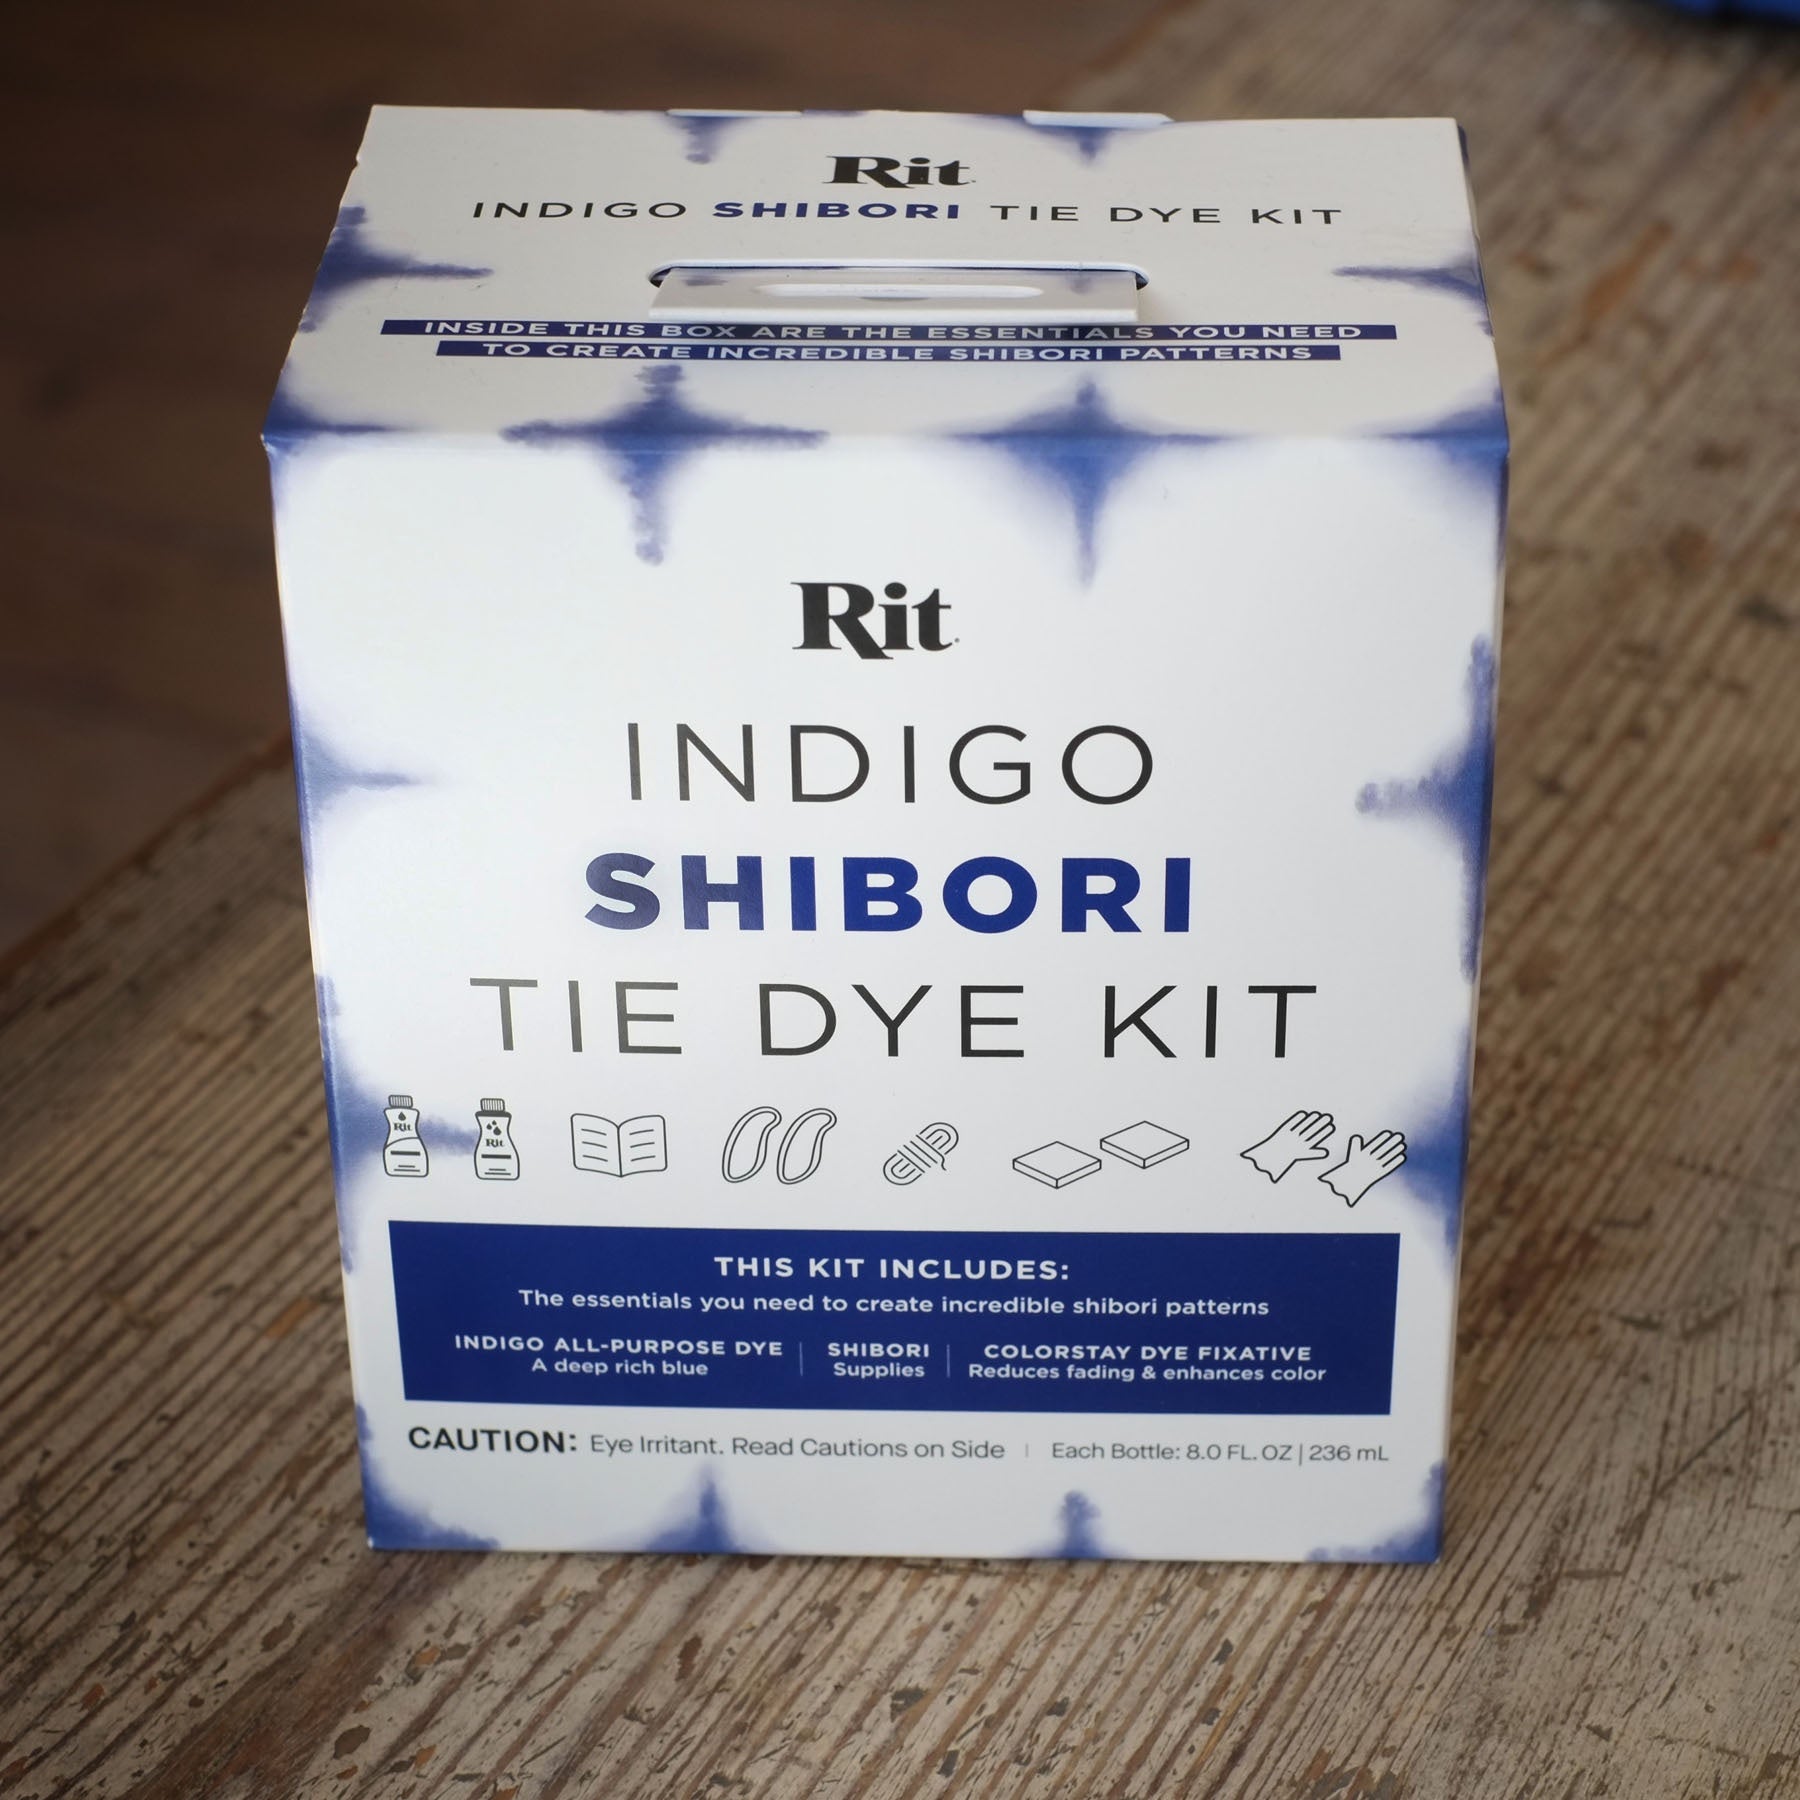 Rit
INDIGO SHIBORI TIE DYE KIT
INSIDE THIS BOX ARE THE ESSENTIALS YOU NEED
TO CREATE INCREDIBLE SHIBORI PATTERNS
Rit
INDIGO
SHIBORI
TIE DYE KIT
Rit Rit
THIS KIT INCLUDES:
The essentials you need to create incredible shibori patterns
INDIGO ALL-PURPOSE DYE | SHIBORI | COLORSTAY DYE FIXATIVE
A deep rich blue Supplies Reduces fading & enhances color
CAUTION: Eye Irritant. Read Cautions on Side | Each Bottle: 8.0 FL. OZ | 236 mL